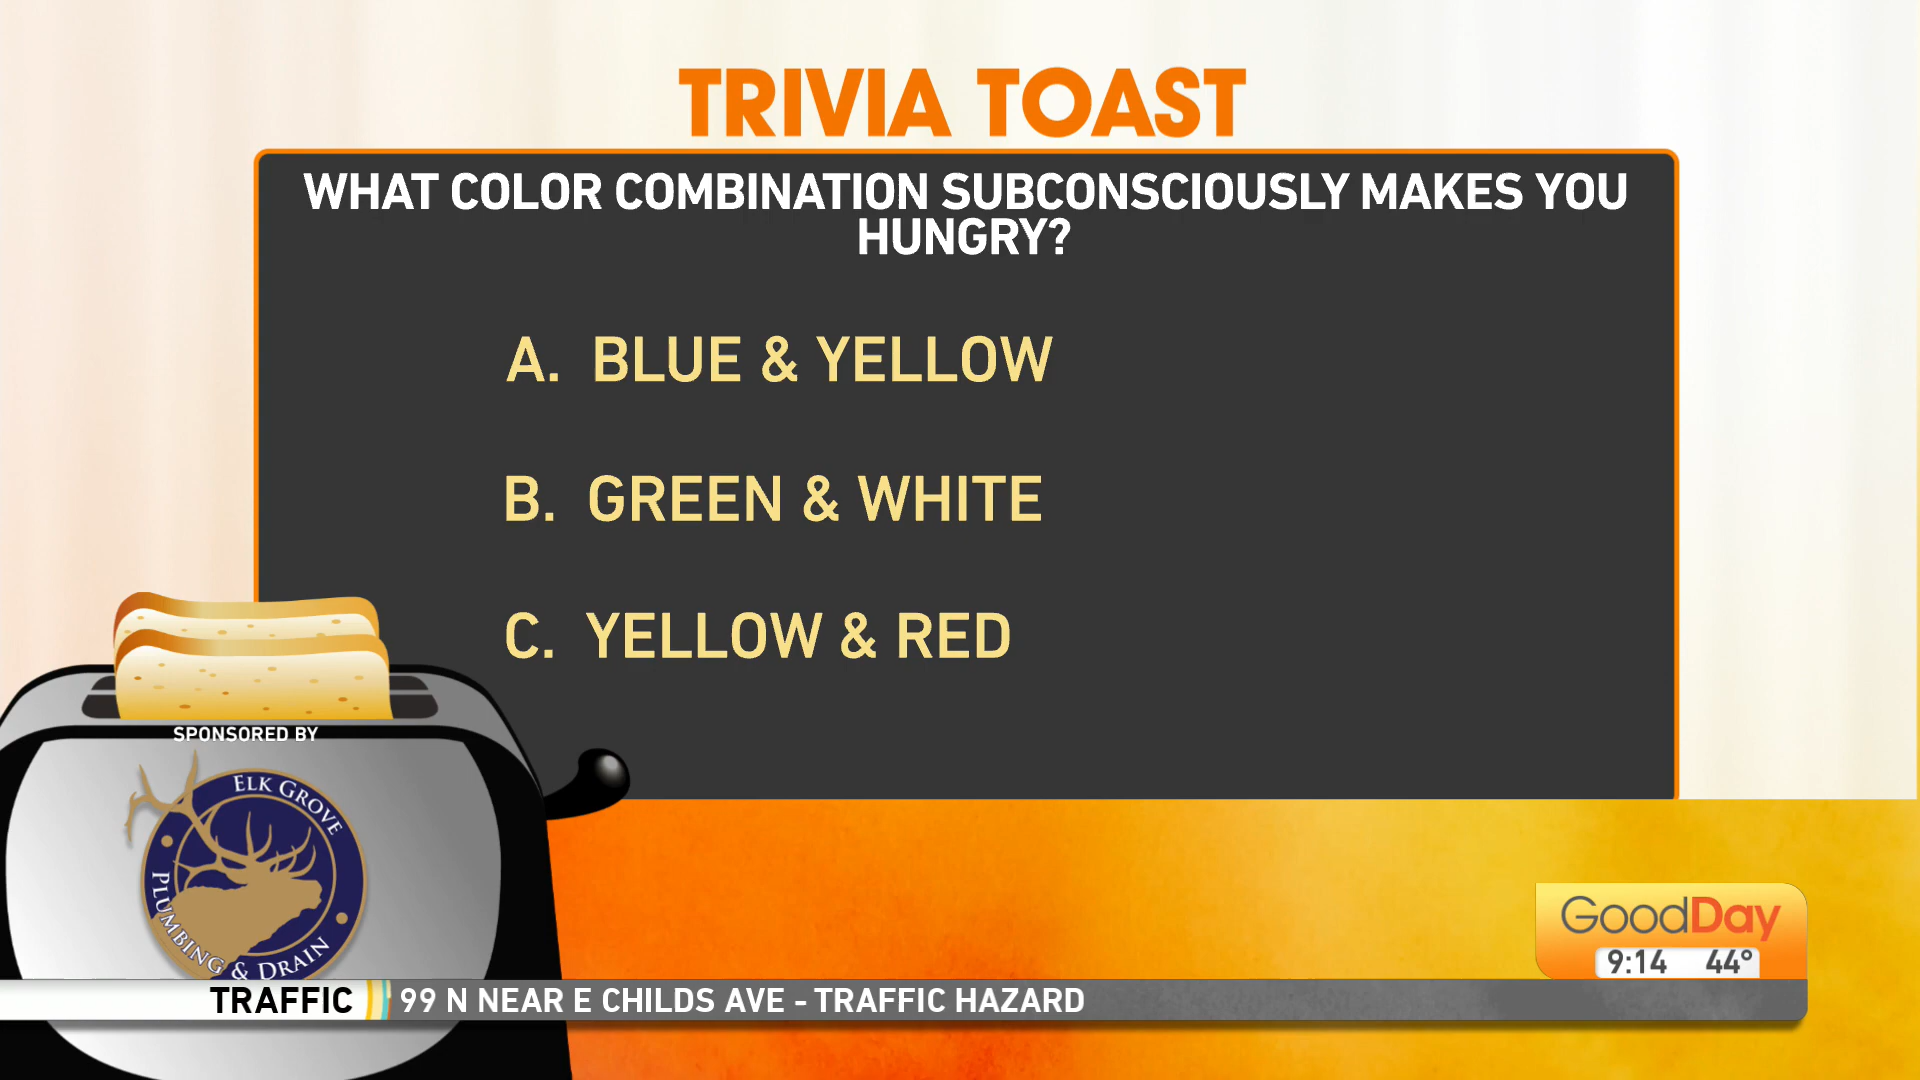 TRIVIA TOAST
WHAT COLOR COMBINATION SUBCONSCIOUSLY MAKES YOU
HUNGRY?
A. BLUE & YELLOW
B. GREEN & WHITE
C. YELLOW & RED
SPONSORED BY
ELK GROVE
PLUMBING & DRAIN
GoodDay
9:14 44°
TRAFFIC 99 N NEAR E CHILDS AVE - TRAFFIC HAZARD